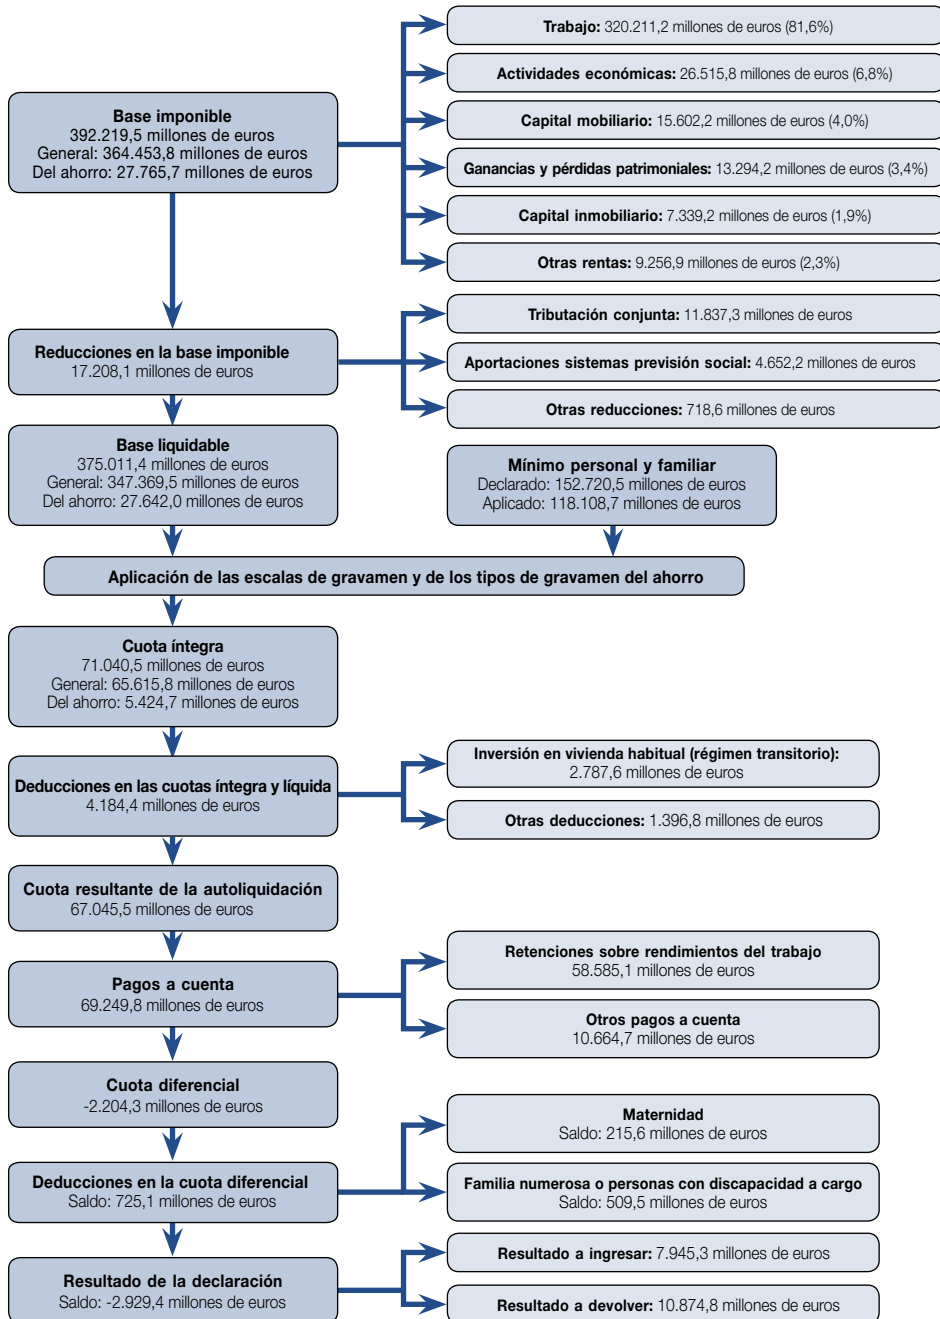 Trabajo: 320.211,2 millones de euros (81,6%)
Actividades económicas: 26.515,8 millones de euros (6,8%)
Base imponible
392.219,5 millones de euros
General: 364.453,8 millones de euros
Del ahorro: 27.765,7 millones de euros
Capital mobiliario: 15.602,2 millones de euros (4,0%)
Ganancias y pérdidas patrimoniales: 13.294,2 millones de euros (3,4%)
Capital inmobiliario: 7.339,2 millones de euros (1,9%)
Otras rentas: 9.256,9 millones de euros (2,3%)
Reducciones en la base imponible
17.208,1 millones de euros
Tributación conjunta: 11.837,3 millones de euros
Aportaciones sistemas previsión social: 4.652,2 millones de euros
Otras reducciones: 718,6 millones de euros
Base liquidable
375.011,4 millones de euros
General: 347.369,5 millones de euros
Del ahorro: 27.642,0 millones de euros
Mínimo personal y familiar
Declarado: 152.720,5 millones de euros
Aplicado: 118.108,7 millones de euros
Aplicación de las escalas de gravamen y de los tipos de gravamen del ahorro
Cuota íntegra
71.040,5 millones de euros
General: 65.615,8 millones de euros
Del ahorro: 5.424,7 millones de euros
Deducciones en las cuotas íntegra y líquida
4.184,4 millones de euros
Inversión en vivienda habitual (régimen transitorio):
2.787,6 millones de euros
Otras deducciones: 1.396,8 millones de euros
Cuota resultante de la autoliquidación
67.045,5 millones de euros
Pagos a cuenta
69.249,8 millones de euros
Retenciones sobre rendimientos del trabajo
58.585,1 millones de euros
Otros pagos a cuenta
10.664,7 millones de euros
Cuota diferencial
-2.204,3 millones de euros
Deducciones en la cuota diferencial
Saldo: 725,1 millones de euros
Maternidad
Saldo: 215,6 millones de euros
Familia numerosa o personas con discapacidad a cargo
Saldo: 509,5 millones de euros
Resultado de la declaración
Saldo: -2.929,4 millones de euros
Resultado a ingresar: 7.945,3 millones de euros
Resultado a devolver: 10.874,8 millones de euros